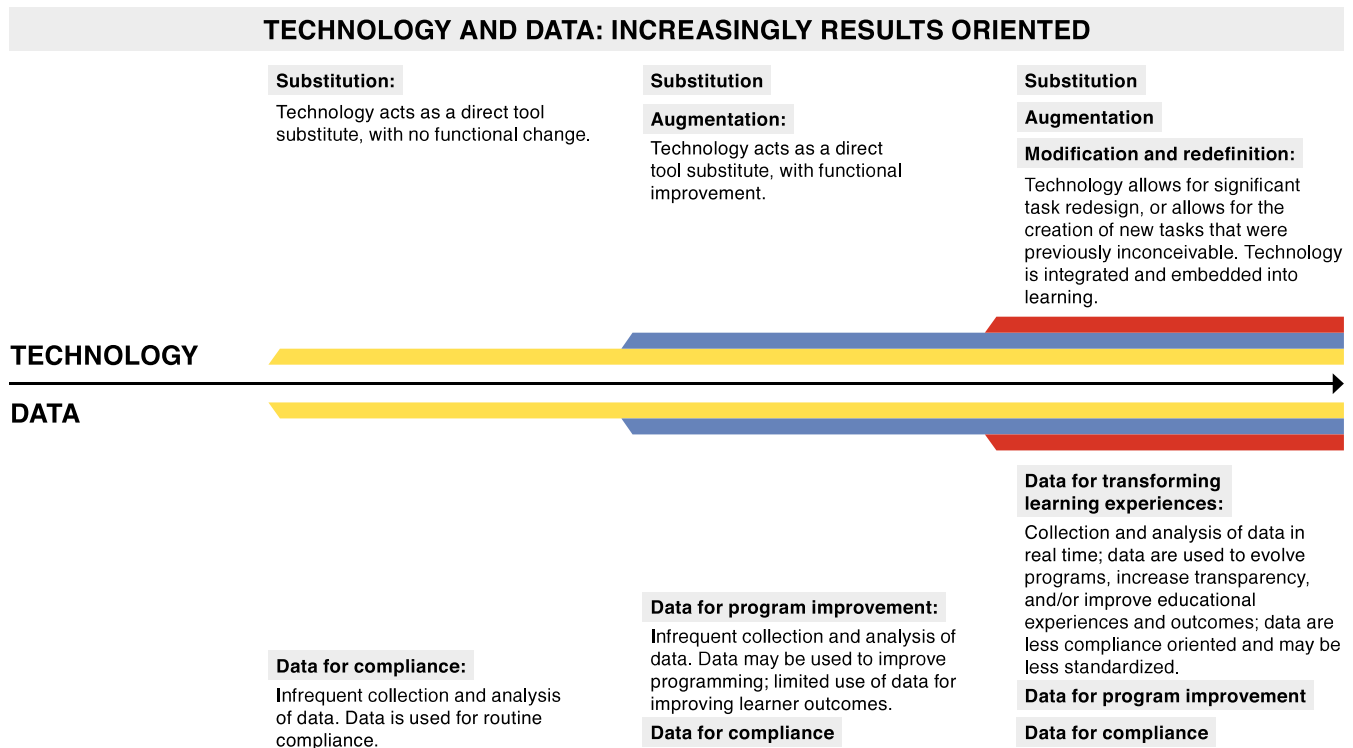 TECHNOLOGY AND DATA: INCREASINGLY RESULTS ORIENTED
Substitution:
Technology acts as a direct tool
substitute, with no functional change.
Substitution
Augmentation:
Technology acts as a direct
tool substitute, with functional
improvement.
Substitution
Augmentation
Modification and redefinition:
Technology allows for significant
task redesign, or allows for the
creation of new tasks that were
previously inconceivable. Technology
is integrated and embedded into
learning.
TECHNOLOGY
DATA
Data for compliance:
Infrequent collection and analysis
of data. Data is used for routine
compliance.
Data for program improvement:
Infrequent collection and analysis of
data. Data may be used to improve
programming; limited use of data for
improving learner outcomes.
Data for compliance
Data for transforming
learning experiences:
Collection and analysis of data in
real time; data are used to evolve
programs, increase transparency,
and/or improve educational
experiences and outcomes; data are
less compliance oriented and may be
less standardized.
Data for program improvement
Data for compliance